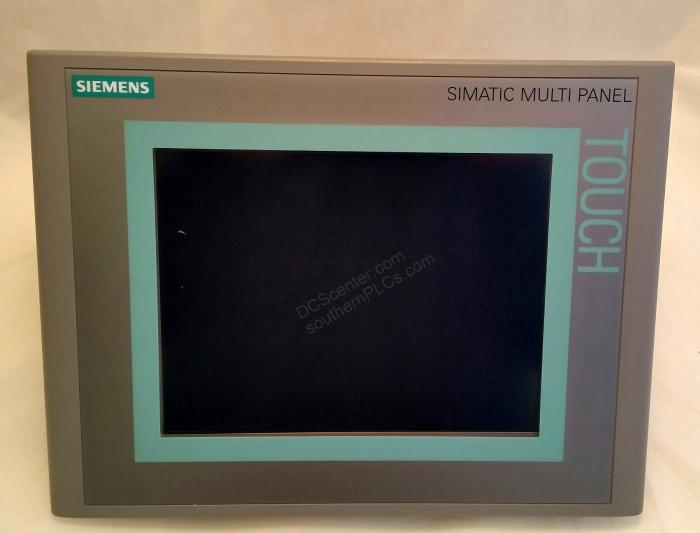 SIEMENS
SIMATIC MULTI PANEL
TOUCH
DCScenter.com
southernPLCs.com